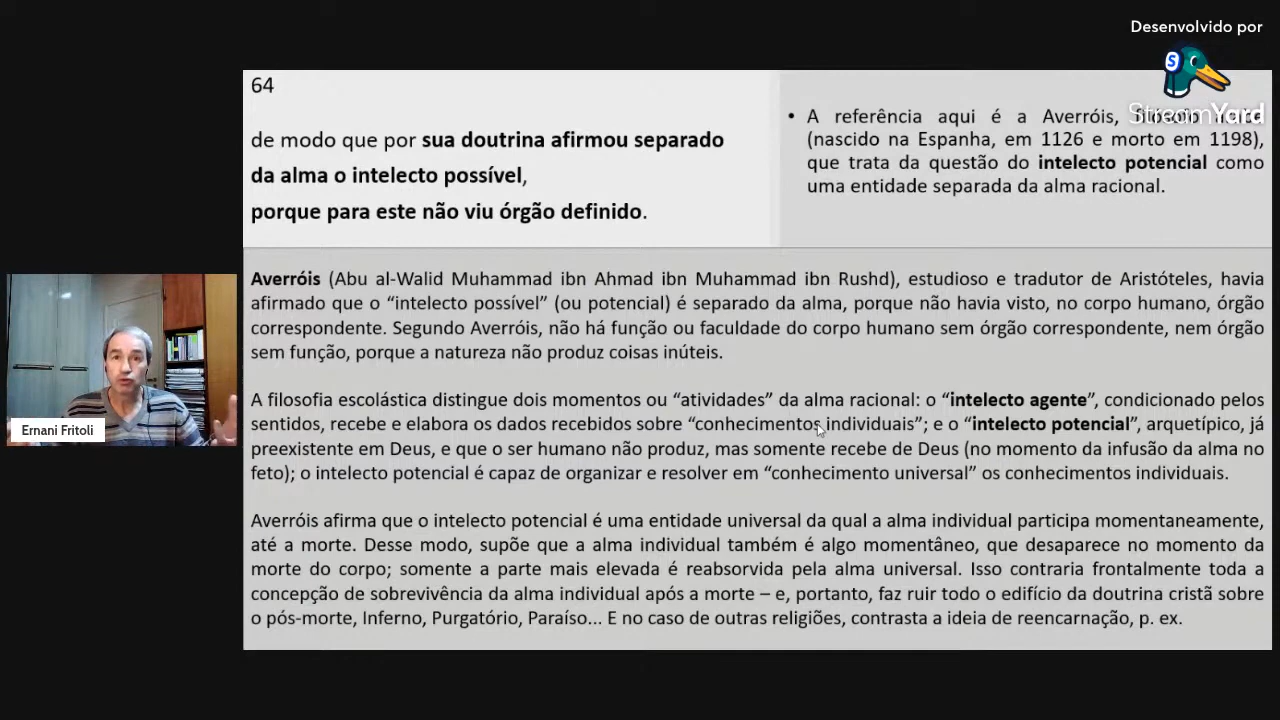 Desenvolvido por
StreamYard
64
de modo que por sua doutrina afirmou separado
da alma o intelecto possível,
porque para este não viu órgão definido.
• A referência aqui é a Averróis,
(nascido na Espanha, em 1126 e morto em 1198),
que trata da questão do intelecto potencial como
uma entidade separada da alma racional.
Averróis (Abu al-Walid Muhammad ibn Ahmad ibn Muhammad ibn Rushd), estudioso e tradutor de Aristóteles, havia
afirmado que o “intelecto possível” (ou potencial) é separado da alma, porque não havia visto, no corpo humano, órgão
correspondente. Segundo Averróis, não há função ou faculdade do corpo humano sem órgão correspondente, nem órgão
sem função, porque a natureza não produz coisas inúteis.
A filosofia escolástica distingue dois momentos ou “atividades” da alma racional: o “intelecto agente”, condicionado pelos
sentidos, recebe e elabora os dados recebidos sobre “conhecimentos individuais”; e o “intelecto potencial”, arquetípico, já
preexistente em Deus, e que o ser humano não produz, mas somente recebe de Deus (no momento da infusão da alma no
feto); o intelecto potencial é capaz de organizar e resolver em “conhecimento universal” os conhecimentos individuais.
Averróis afirma que o intelecto potencial é uma entidade universal da qual a alma individual participa momentaneamente,
até a morte. Desse modo, supõe que a alma individual também é algo momentâneo, que desaparece no momento da
morte do corpo; somente a parte mais elevada é reabsorvida pela alma universal. Isso contraria frontalmente toda a
concepção de sobrevivência da alma individual após a morte – e, portanto, faz ruir todo o edifício da doutrina cristã sobre
o pós-morte, Inferno, Purgatório, Paraíso... E no caso de outras religiões, contrasta a ideia de reencarnação, p. ex.
Ernani Fritoli